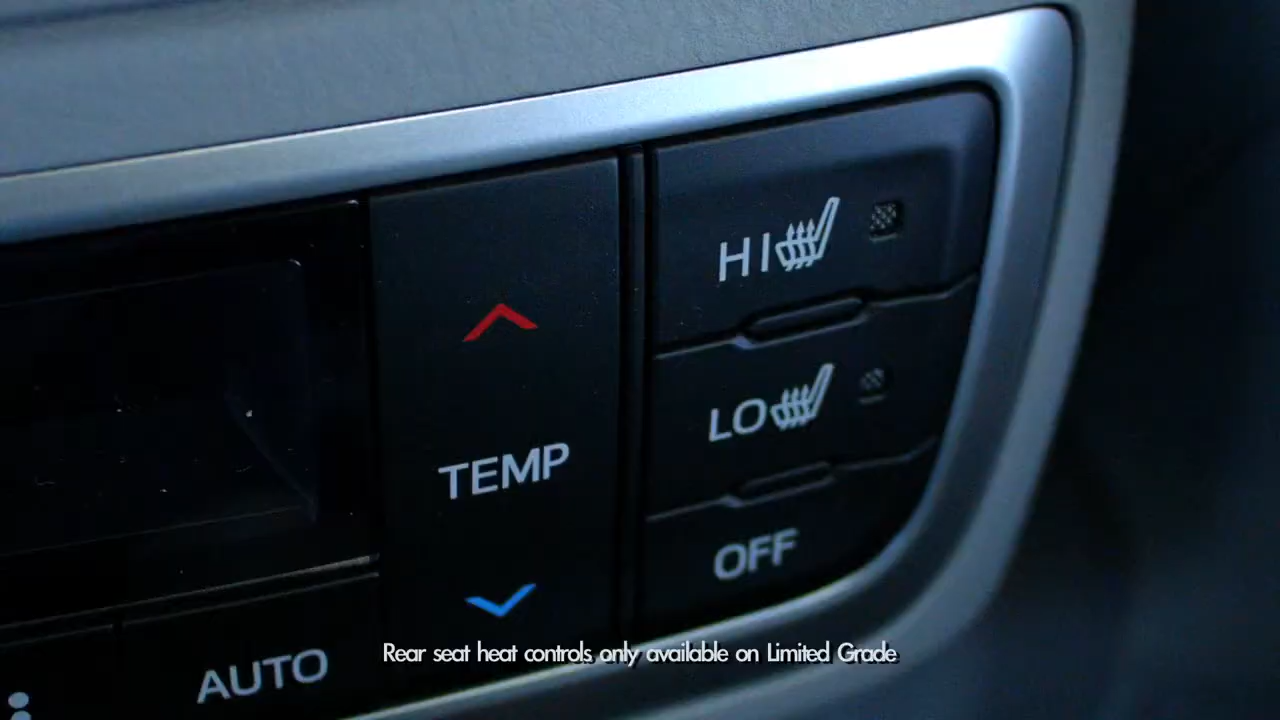 HI
LO
TEMP
OFF
AUTO
Rear seat heat controls only available on Limited Grade